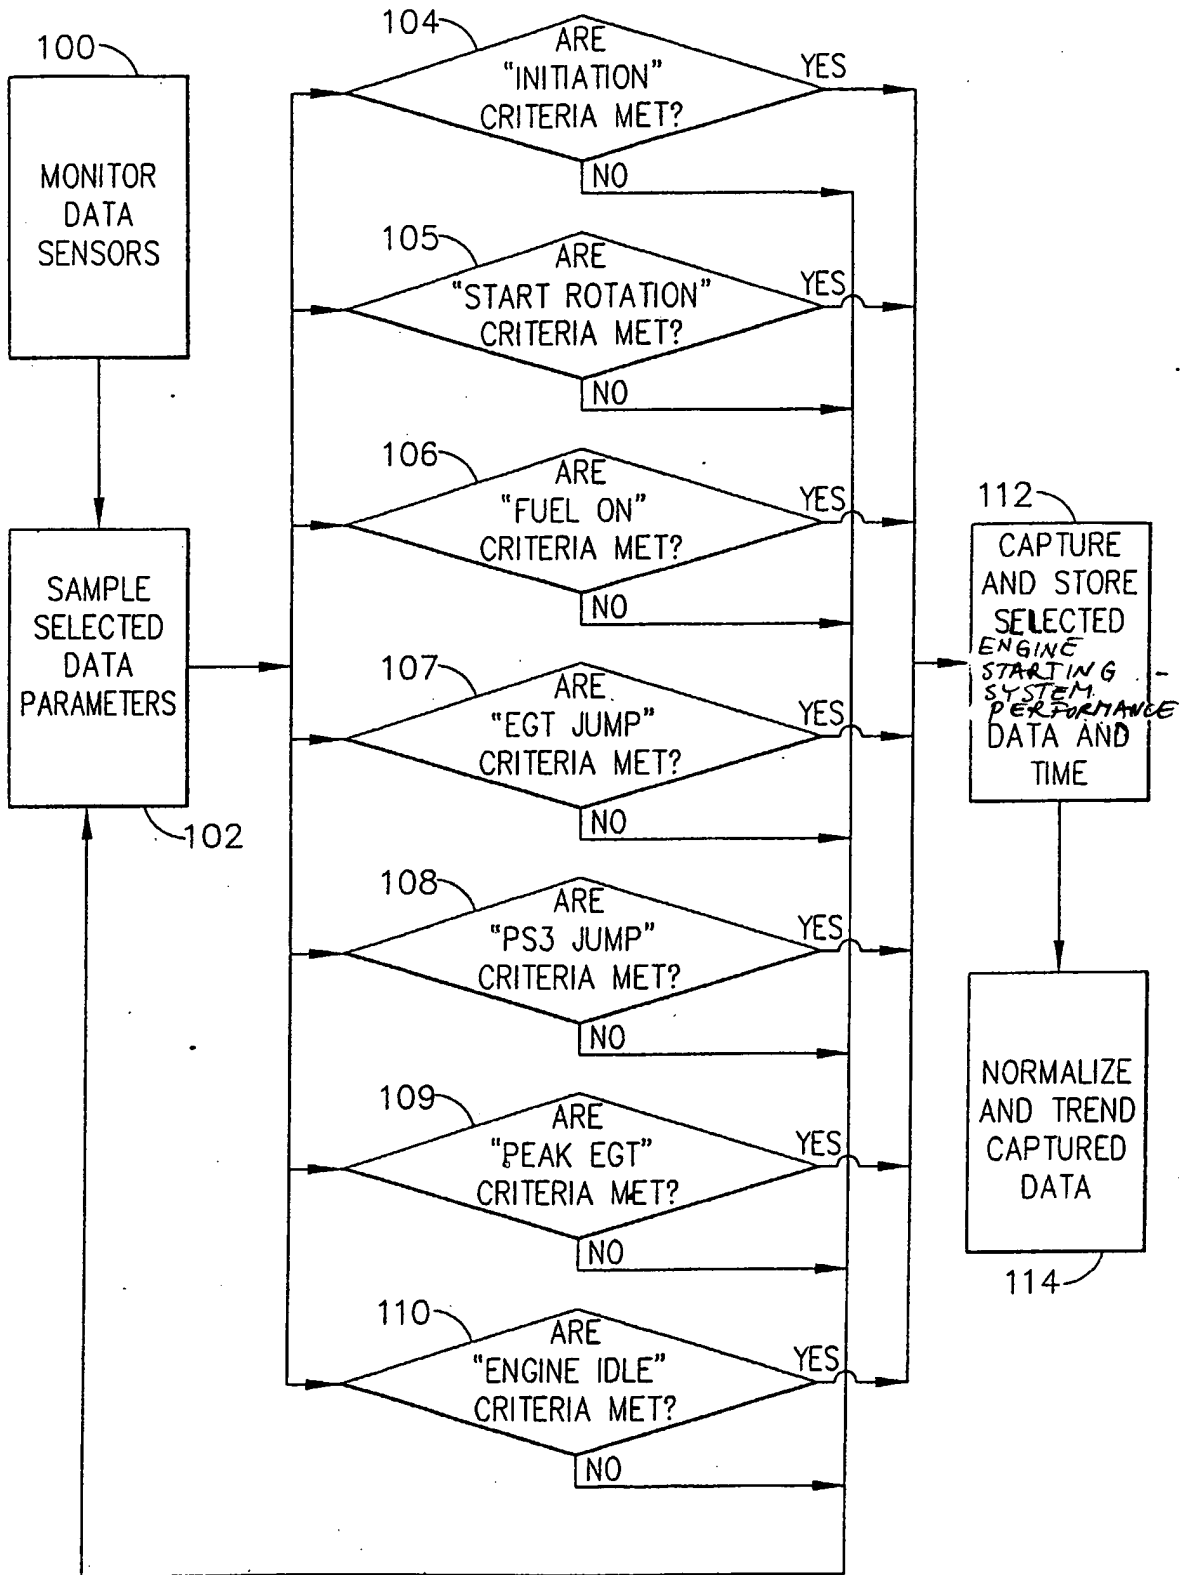 100
MONITOR
DATA
SENSORS
SAMPLE
SELECTED
DATA
PARAMETERS
102
104
ARE
"INITIATION"
CRITERIA MET?
YES
NO
105
ARE
"START ROTATION"
CRITERIA MET?
YES
NO
106
ARE
"FUEL ON"
CRITERIA MET?
YES
NO
107
ARE
"EGT JUMP"
CRITERIA MET?
YES
NO
108
ARE
"PS3 JUMP"
CRITERIA MET?
YES
NO
109
ARE
"PEAK EGT"
CRITERIA MET?
YES
NO
110
ARE
"ENGINE IDLE"
CRITERIA MET?
YES
NO
112
CAPTURE
AND STORE
SELECTED
ENGINE
STARTING
SYSTEM
PERFORMANCE
DATA AND
TIME
NORMALIZE
AND TREND
CAPTURED
DATA
114